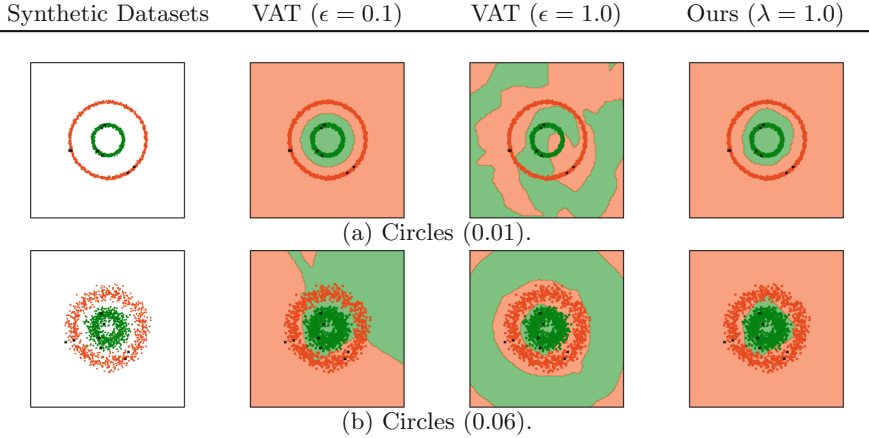 Synthetic Datasets VAT (ϵ = 0.1) VAT (ϵ = 1.0) Ours (λ = 1.0)
(a) Circles (0.01).
(b) Circles (0.06).